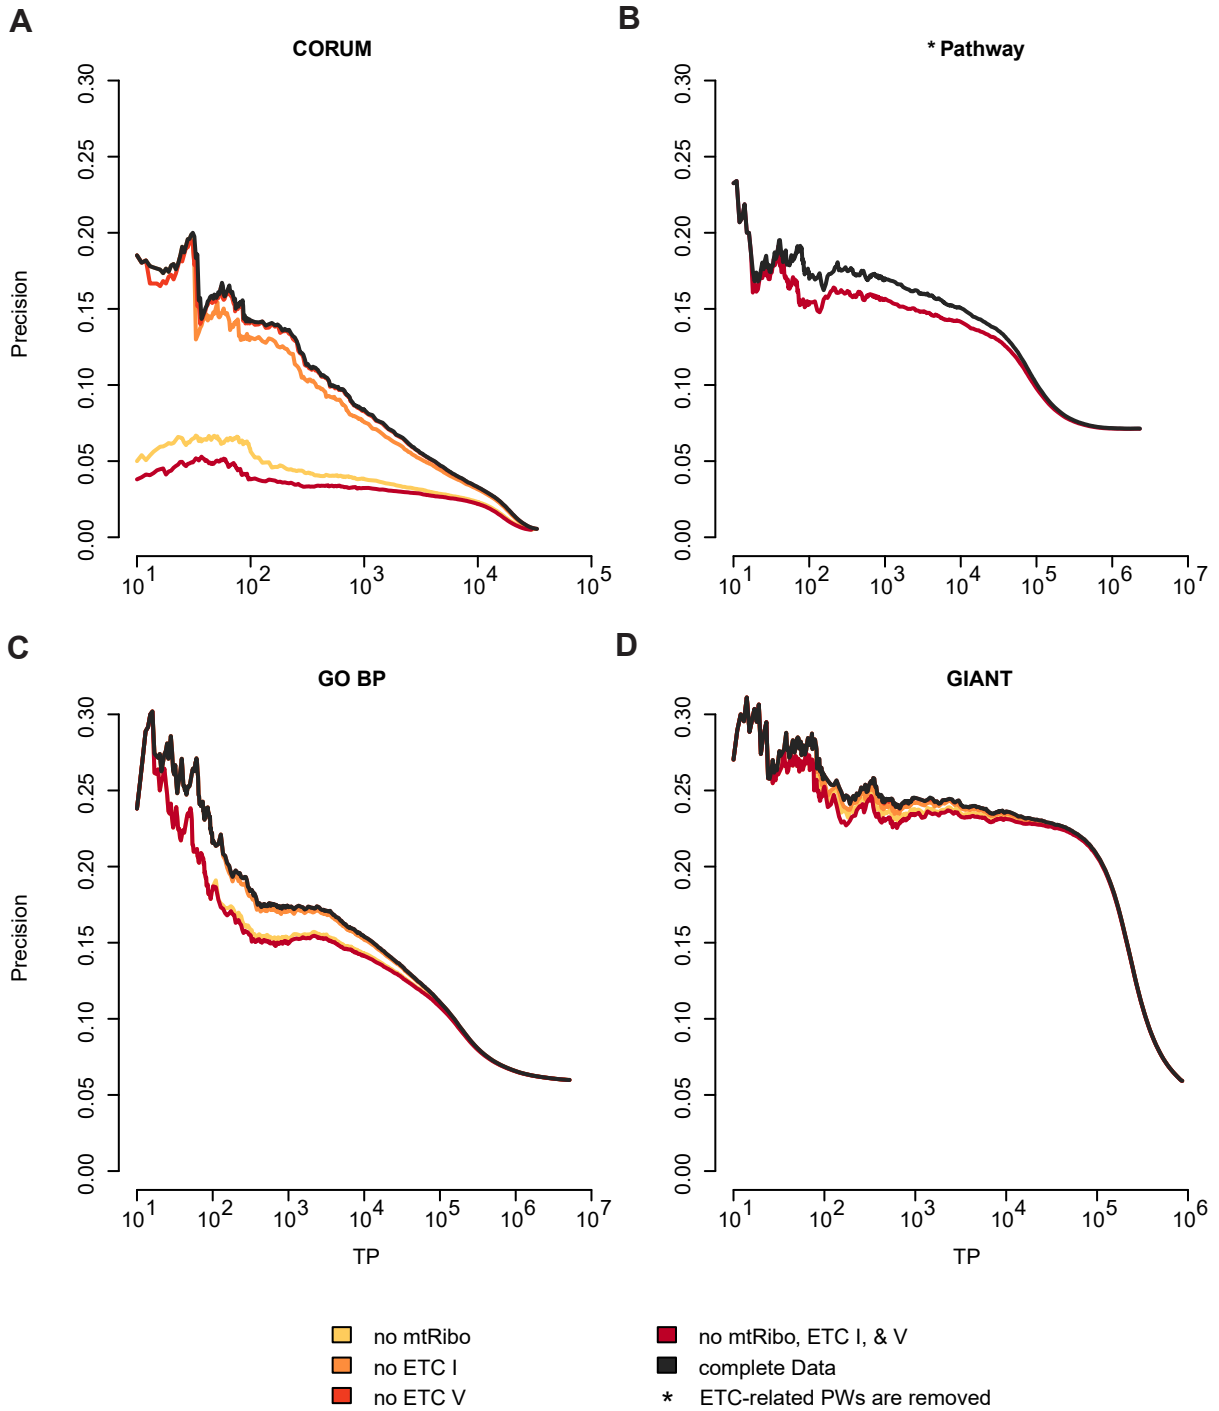 A
CORUM
0.30
0.25
0.20
0.15
0.10
0.05
0.00
Precision
10^1 10^2 10^3 10^4 10^5
B
* Pathway
0.30
0.25
0.20
0.15
0.10
0.05
0.00
10^1 10^2 10^3 10^4 10^5 10^6 10^7
C
GO BP
0.30
0.25
0.20
0.15
0.10
0.05
0.00
Precision
10^1 10^2 10^3 10^4 10^5 10^6 10^7
TP
D
GIANT
0.30
0.25
0.20
0.15
0.10
0.05
0.00
10^1 10^2 10^3 10^4 10^5 10^6
TP
no mtRibo
no ETC I
no ETC V
no mtRibo, ETC I, & V
complete Data
* ETC-related PWs are removed